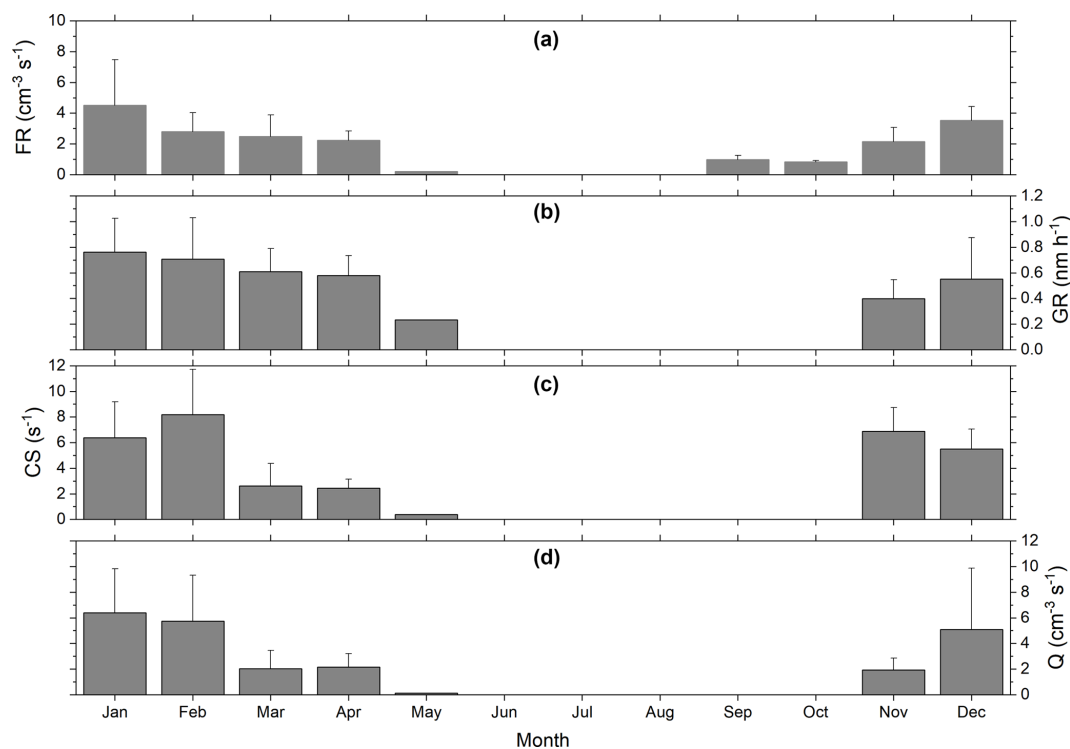 (a)
FR (cm⁻³ s⁻¹)
10
8
6
4
2
0
(b)
1.2
1.0
0.8
0.6
0.4
0.2
0.0
GR (nm h⁻¹)
(c)
CS (s⁻¹)
12
10
8
6
4
2
0
(d)
12
10
8
6
4
2
0
Q (cm⁻³ s⁻¹)
Jan Feb Mar Apr May Jun Jul Aug Sep Oct Nov Dec
Month